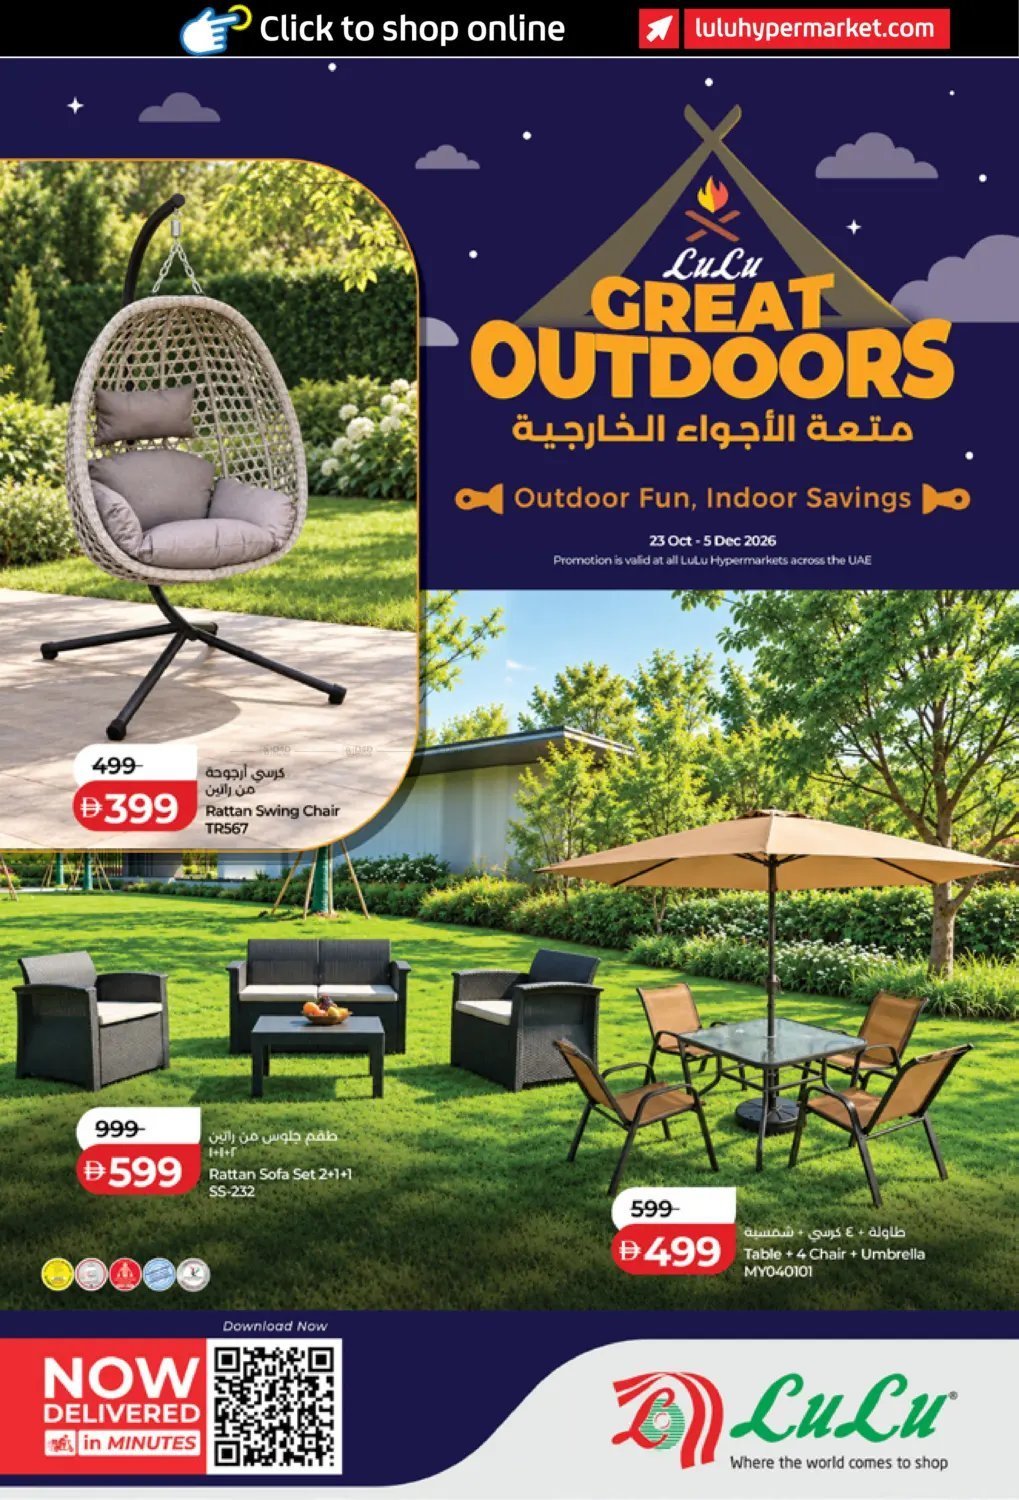 Click to shop online
luluhypermarket.com
LuLu
GREAT
OUTDOORS
متعة الأجواء الخارجية
Outdoor Fun, Indoor Savings
23 Oct - 5 Dec 2026
Promotion is valid at all LuLu Hypermarkets across the UAE
499
399
كرسي أرجوحة
من راتين
Rattan Swing Chair
TR567
999
599
طقم جلوس من راتين
١+١+٢
Rattan Sofa Set 2+1+1
SS-232
599
499
طاولة + ٤ كرسي + شمسية
Table + 4 Chair + Umbrella
MY040101
Download Now
NOW
DELIVERED
in MINUTES
LuLu®
Where the world comes to shop